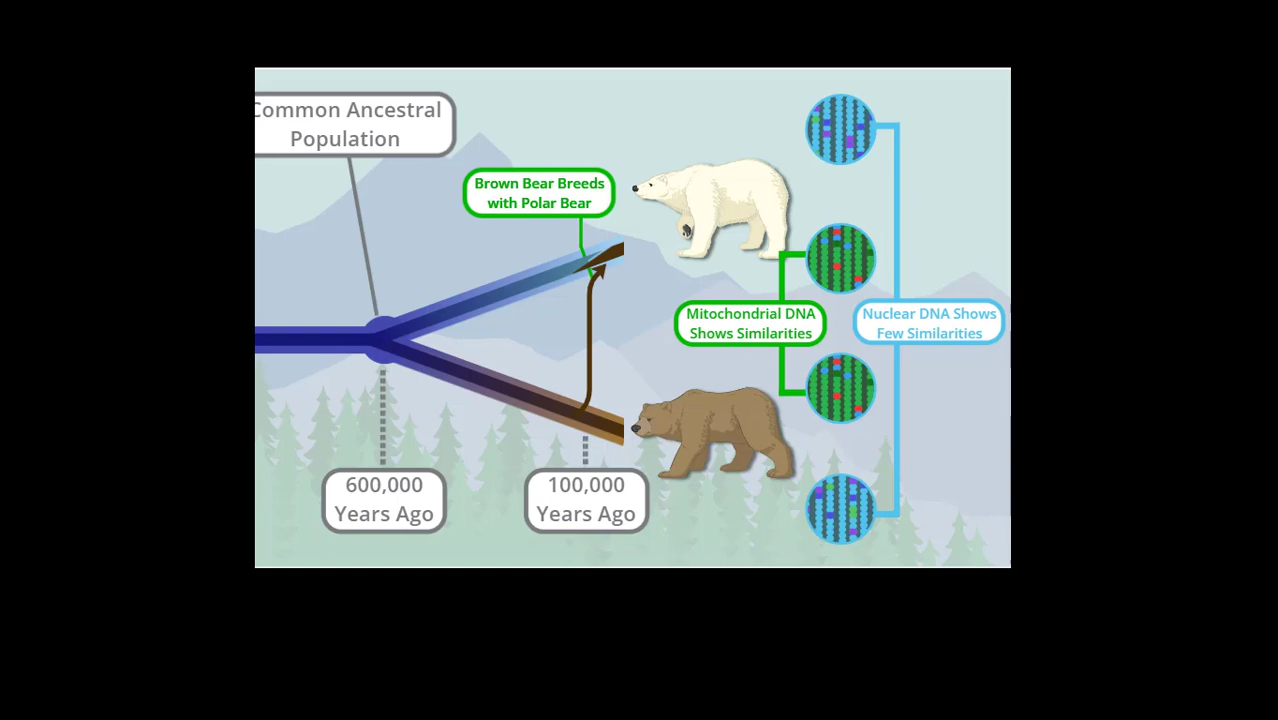 Common Ancestral
Population
Brown Bear Breeds
with Polar Bear
Mitochondrial DNA
Shows Similarities
Nuclear DNA Shows
Few Similarities
600,000
Years Ago
100,000
Years Ago